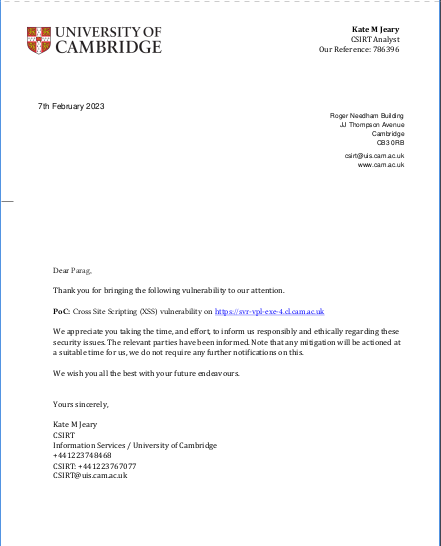 UNIVERSITY OF
CAMBRIDGE
Kate M Jeary
CSIRT Analyst
Our Reference: 786396
7th February 2023
Roger Needham Building
JJ Thompson Avenue
Cambridge
CB3 0RB
csirt@uis.cam.ac.uk
www.cam.ac.uk
Dear Parag,
Thank you for bringing the following vulnerability to our attention.
PoC: Cross Site Scripting (XSS) vulnerability on https://svr-vpl-exe-4.cl.cam.ac.uk
We appreciate you taking the time, and effort, to inform us responsibly and ethically regarding these
security issues. The relevant parties have been informed. Note that any mitigation will be actioned at
a suitable time for us, we do not require any further notifications on this.
We wish you all the best with your future endeavours.
Yours sincerely,
Kate M Jeary
CSIRT
Information Services / University of Cambridge
+441223748468
CSIRT: +441223767077
CSIRT@uis.cam.ac.uk